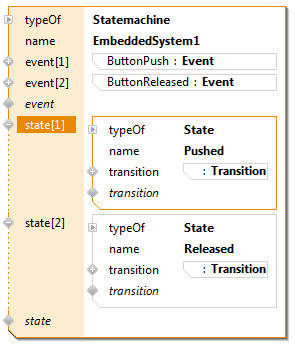 typeOf Statemachine
name EmbeddedSystem1
event[1] ButtonPush : Event
event[2] ButtonReleased : Event
event
state[1]
typeOf State
name Pushed
transition : Transition
transition
state[2]
typeOf State
name Released
transition : Transition
transition
state